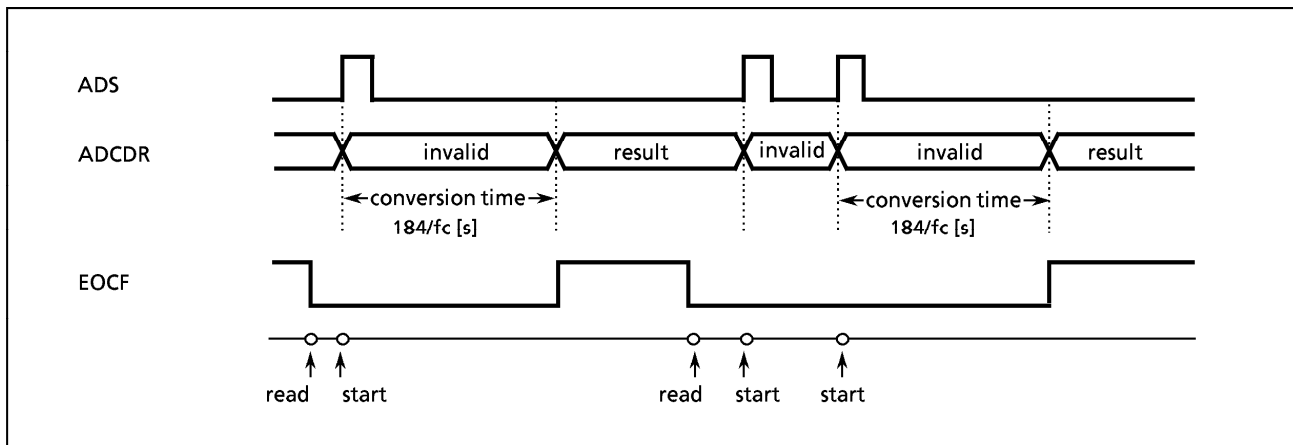 ADS
ADCDR
invalid
result
invalid
invalid
result
conversion time
184/fc [s]
conversion time
184/fc [s]
EOCF
read
start
read
start
start